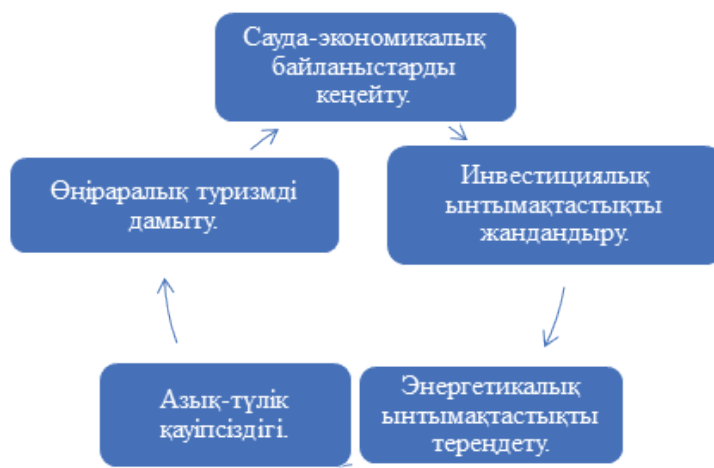 Сауда-экономикалық
байланыстарды
кеңейту.
Инвестициялық
ынтымақтастықты
жандандыру.
Энергетикалық
ынтымақтастықты
тереңдету.
Азық-түлік
қауіпсіздігі.
Өңіраралық туризмді
дамыту.